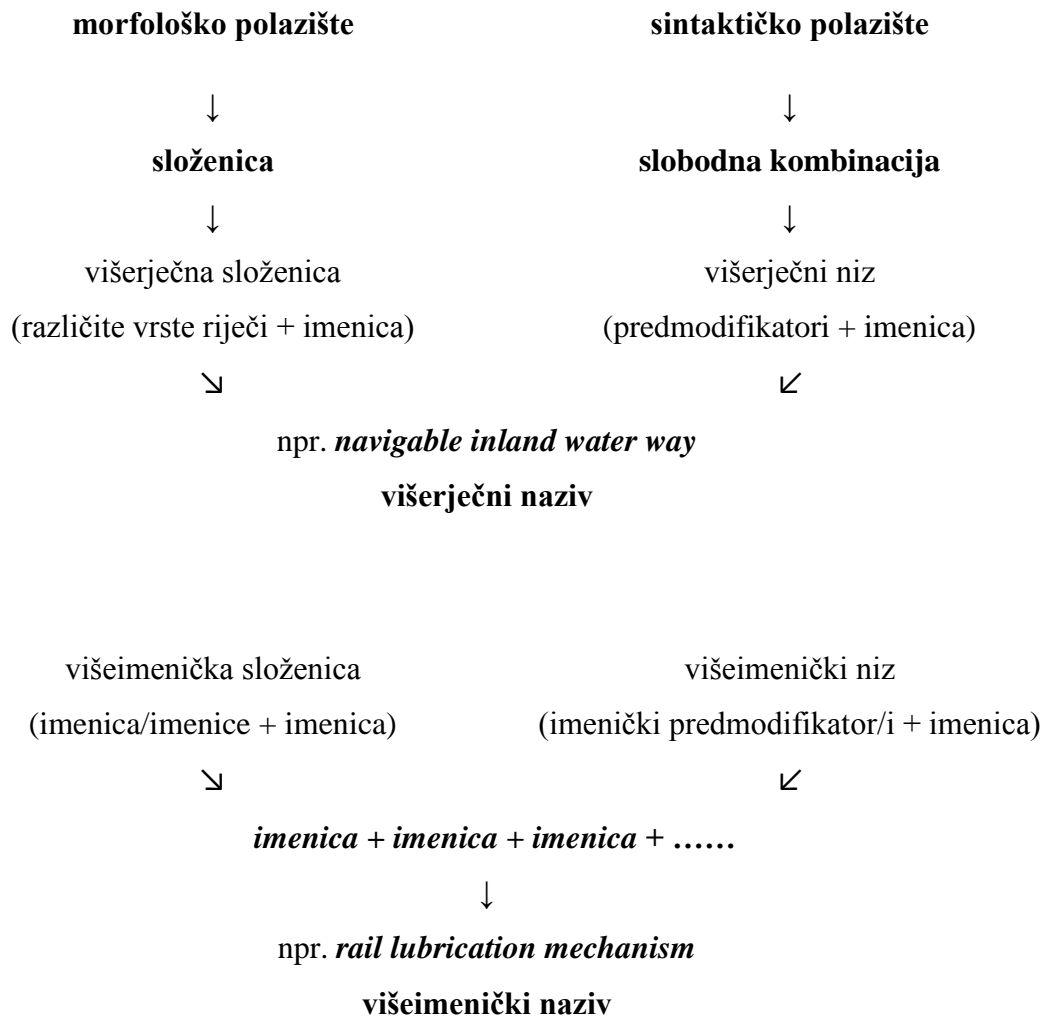 morfološko polazište sintaktičko polazište
↓ ↓
složenica slobodna kombinacija
↓ ↓
višerječna složenica višerječni niz
(različite vrste riječi + imenica) (predmodifikatori + imenica)
↘ ↙
npr. navigable inland water way
višerječni naziv
višeimenička složenica višeimenički niz
(imenica/imenice + imenica) (imenički predmodifikator/i + imenica)
↘ ↙
imenica + imenica + imenica + ……
↓
npr. rail lubrication mechanism
višeimenički naziv